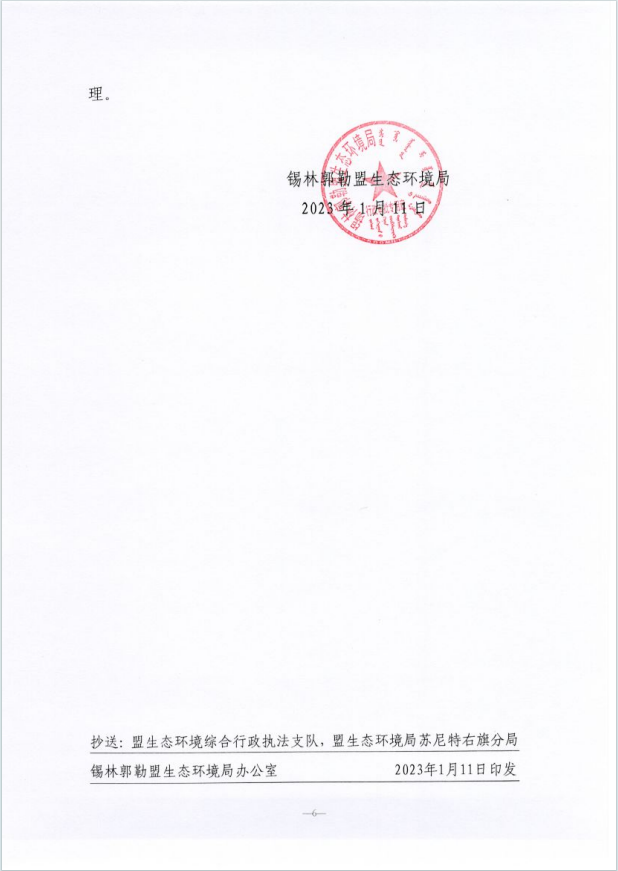 理。
锡林郭勒盟生态环境局
2023年1月11日
抄送：盟生态环境综合行政执法支队，盟生态环境局苏尼特右旗分局
锡林郭勒盟生态环境局办公室 2023年1月11日印发
—6—